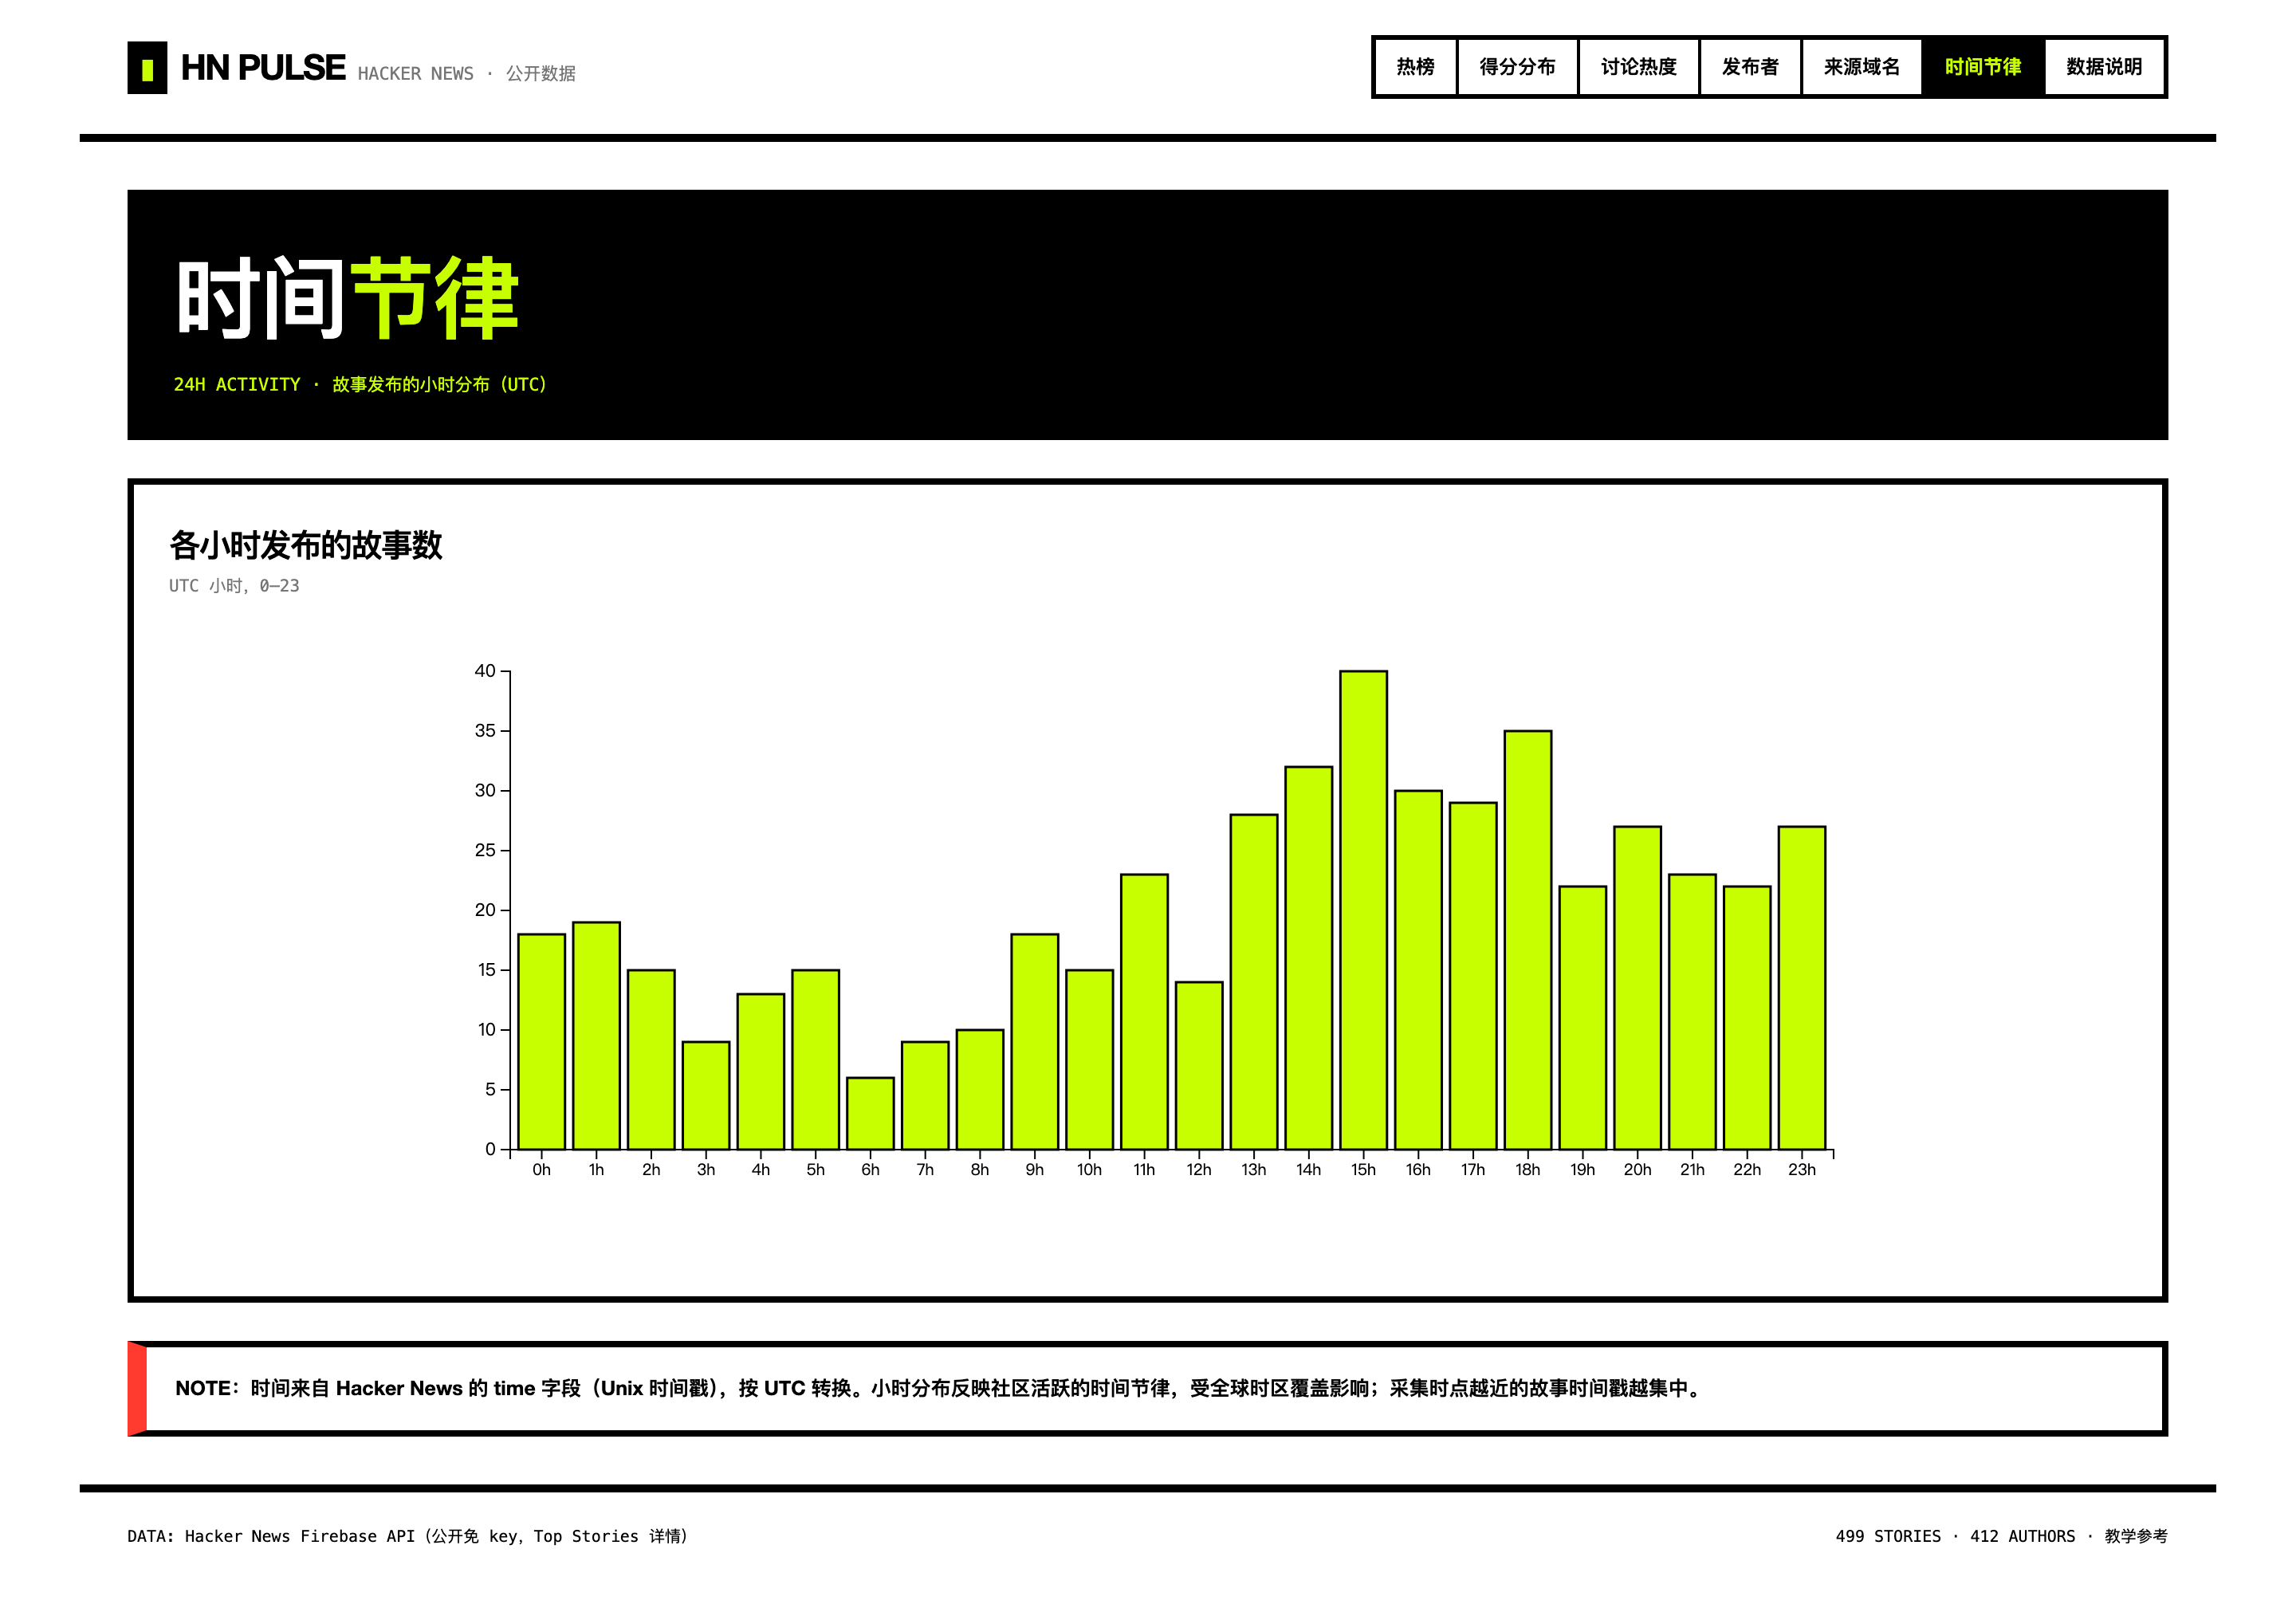 HN PULSE HACKER NEWS · 公开数据
热榜 得分分布 讨论热度 发布者 来源域名 时间节律 数据说明
时间节律
24H ACTIVITY · 故事发布的小时分布（UTC）
各小时发布的故事数
UTC 小时，0–23
40
35
30
25
20
15
10
5
0
0h 1h 2h 3h 4h 5h 6h 7h 8h 9h 10h 11h 12h 13h 14h 15h 16h 17h 18h 19h 20h 21h 22h 23h
NOTE：时间来自 Hacker News 的 time 字段（Unix 时间戳），按 UTC 转换。小时分布反映社区活跃的时间节律，受全球时区覆盖影响；采集时点越近的故事时间戳越集中。
DATA: Hacker News Firebase API（公开免 key，Top Stories 详情）
499 STORIES · 412 AUTHORS · 教学参考